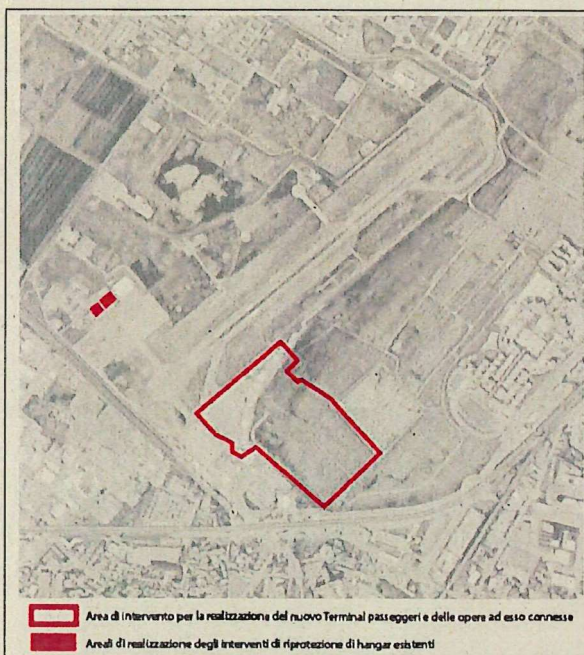 Area di intervento per la realizzazione del nuovo Terminal passeggeri e delle opere ad esso connesse
Areali di realizzazione degli interventi di riprotezione di hangar esistenti